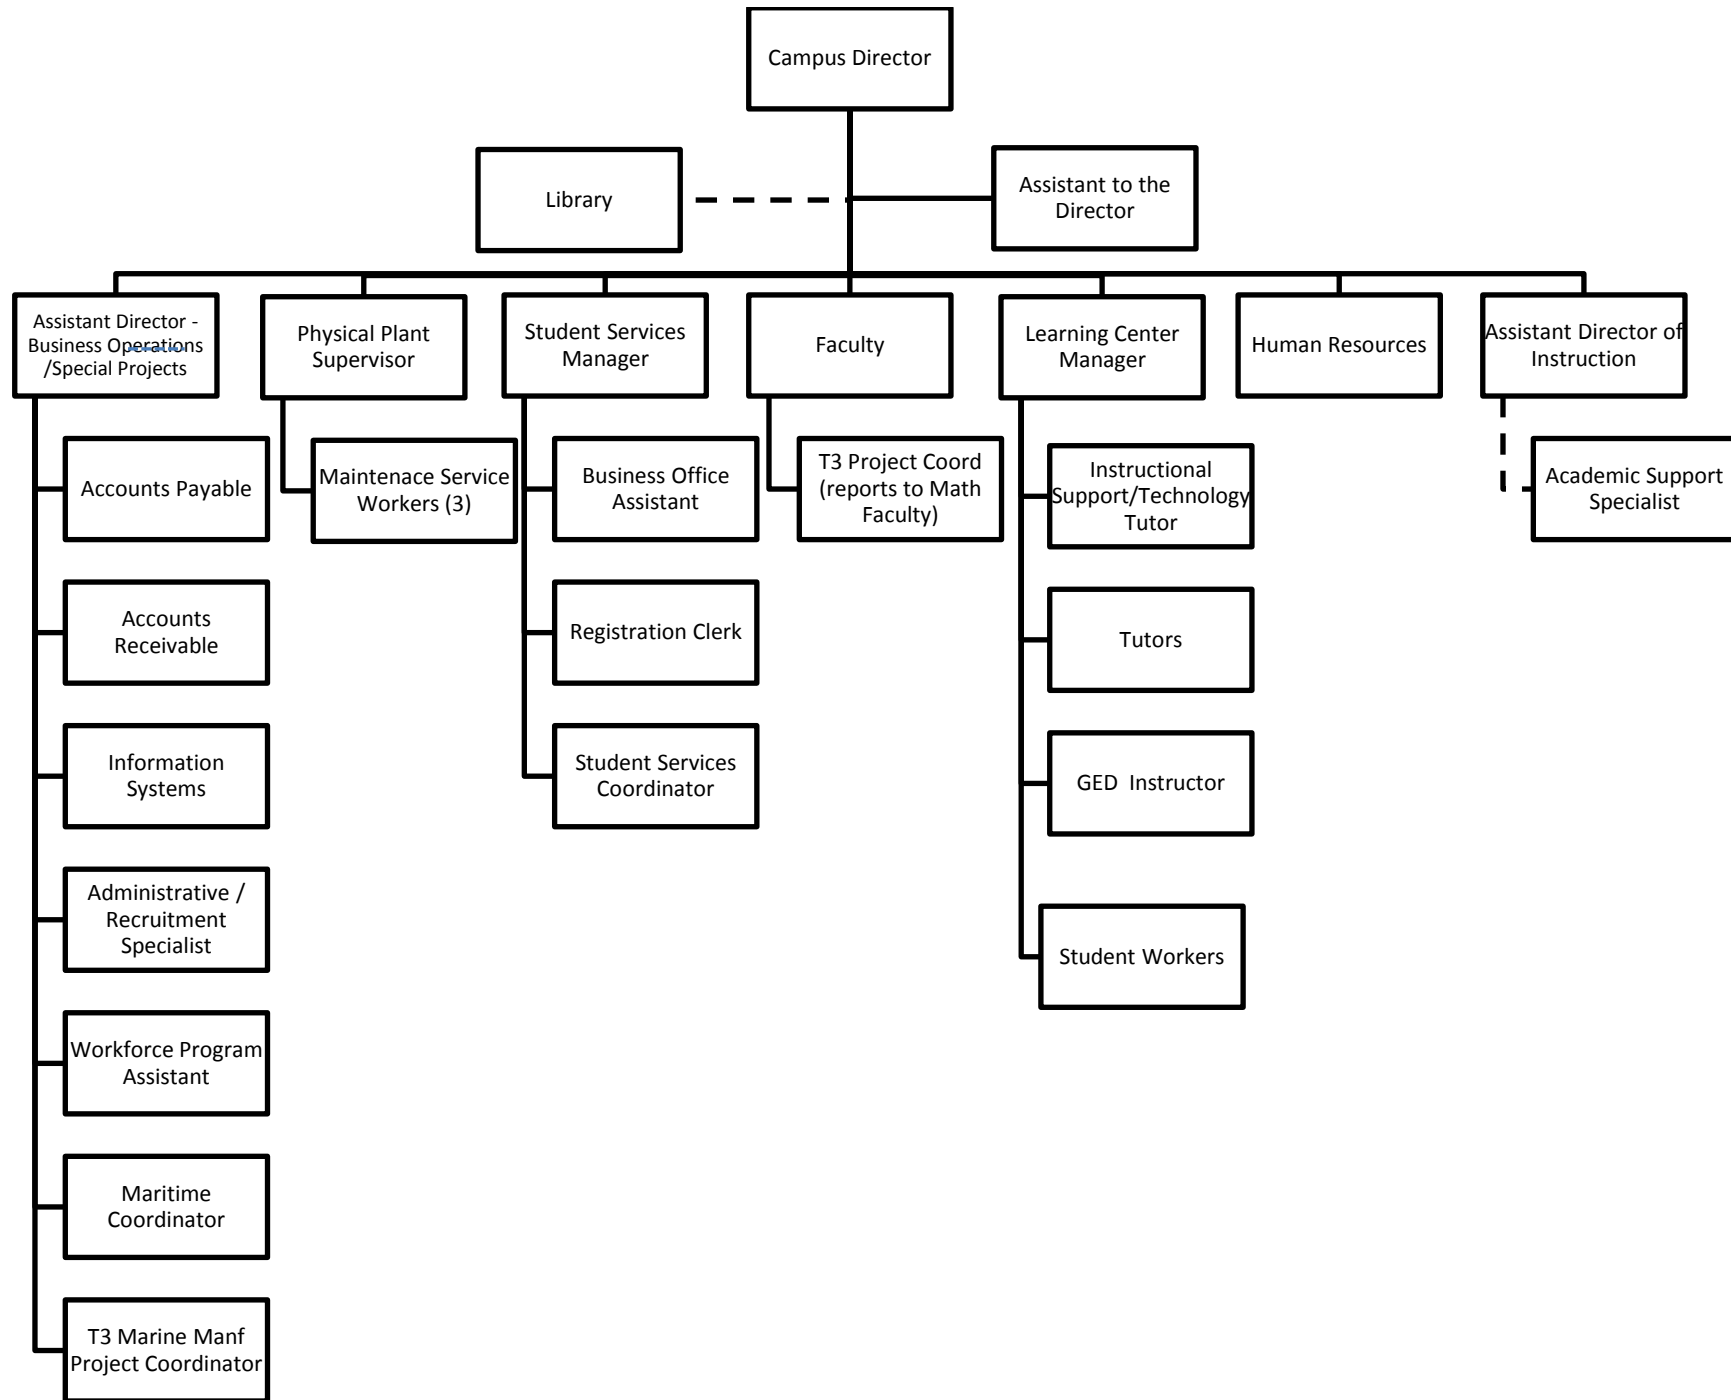 Campus Director
Library
Assistant to the
Director
Assistant Director -
Business Operations
/Special Projects
Physical Plant
Supervisor
Student Services
Manager
Faculty
Learning Center
Manager
Human Resources
Assistant Director of
Instruction
Accounts Payable
Accounts
Receivable
Information
Systems
Administrative /
Recruitment
Specialist
Workforce Program
Assistant
Maritime
Coordinator
T3 Marine Manf
Project Coordinator
Maintenace Service
Workers (3)
Business Office
Assistant
Registration Clerk
Student Services
Coordinator
T3 Project Coord
(reports to Math
Faculty)
Instructional
Support/Technology
Tutor
Tutors
GED  Instructor
Student Workers
Academic Support
Specialist